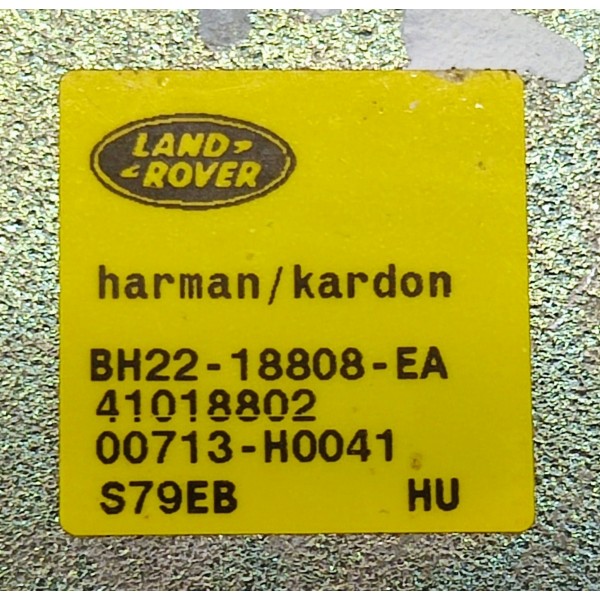 LAND
ROVER
harman/kardon
BH22-18808-EA
41018802
00713-H0041
S79EB HU